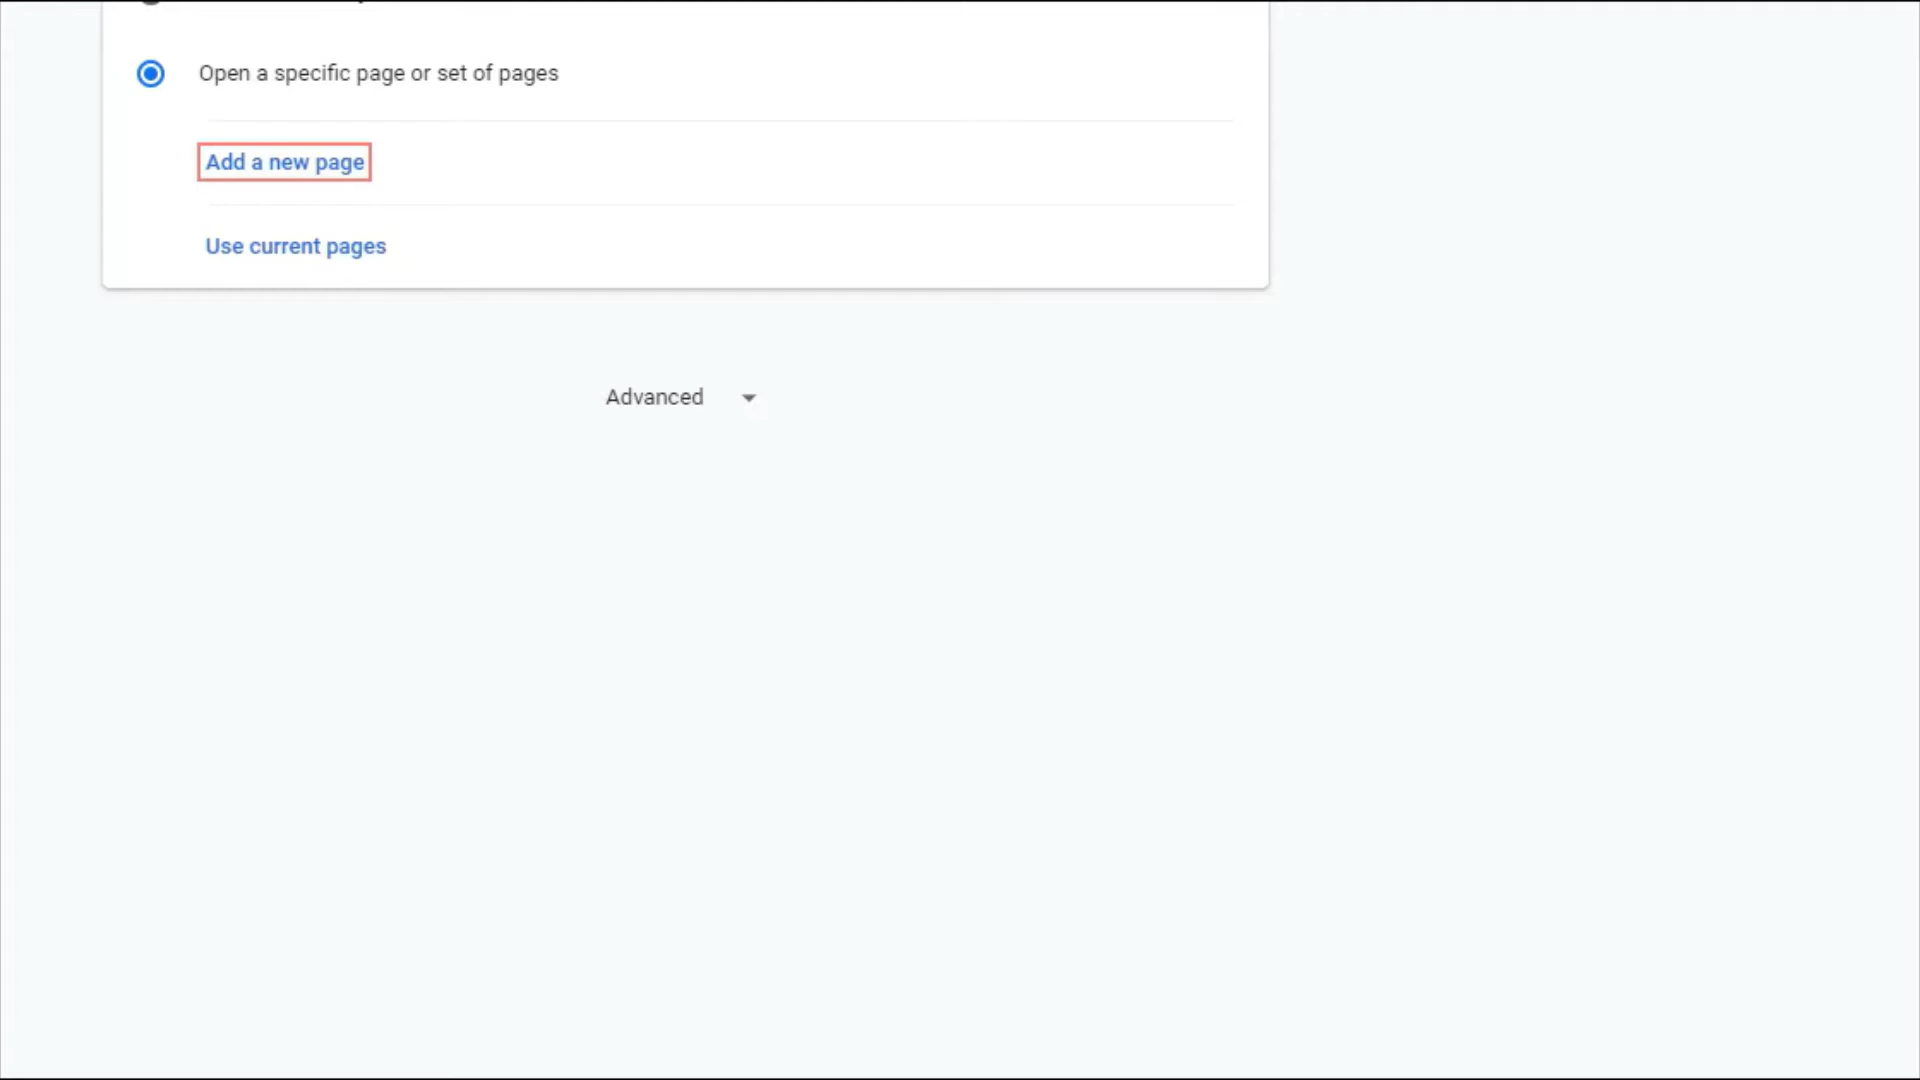 Open a specific page or set of pages
Add a new page
Use current pages
Advanced